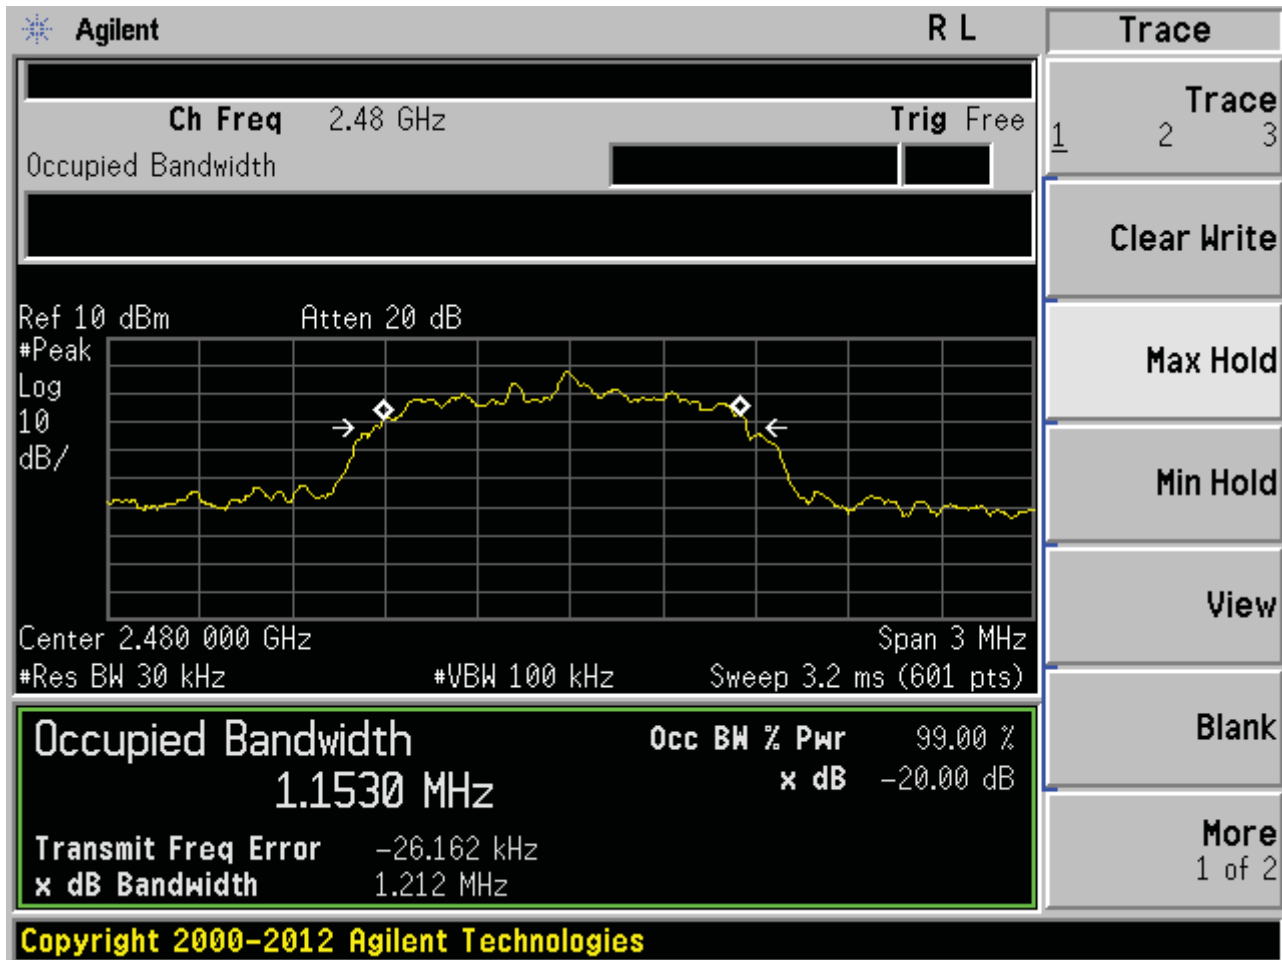 Agilent R L
Ch Freq 2.48 GHz Trig Free
Occupied Bandwidth
Ref 10 dBm Atten 20 dB
#Peak
Log
10
dB/
Center 2.480 000 GHz Span 3 MHz
#Res BW 30 kHz #VBW 100 kHz Sweep 3.2 ms (601 pts)
Occupied Bandwidth Occ BW % Pwr 99.00 %
1.1530 MHz x dB -20.00 dB
Transmit Freq Error -26.162 kHz
x dB Bandwidth 1.212 MHz
Copyright 2000-2012 Agilent Technologies
Trace
Trace
1 2 3
Clear Write
Max Hold
Min Hold
View
Blank
More
1 of 2